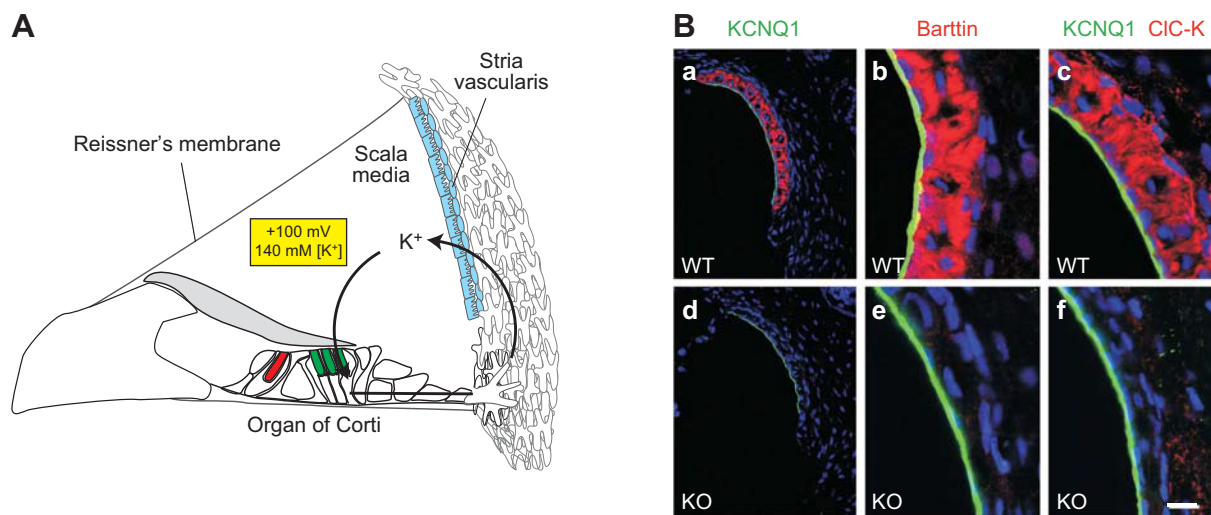 A
Stria
vascularis
Reissner's membrane
Scala
media
+100 mV
140 mM [K⁺]
K⁺
Organ of Corti
B
KCNQ1
Barttin
KCNQ1 ClC-K
a
WT
b
WT
c
WT
d
KO
e
KO
f
KO